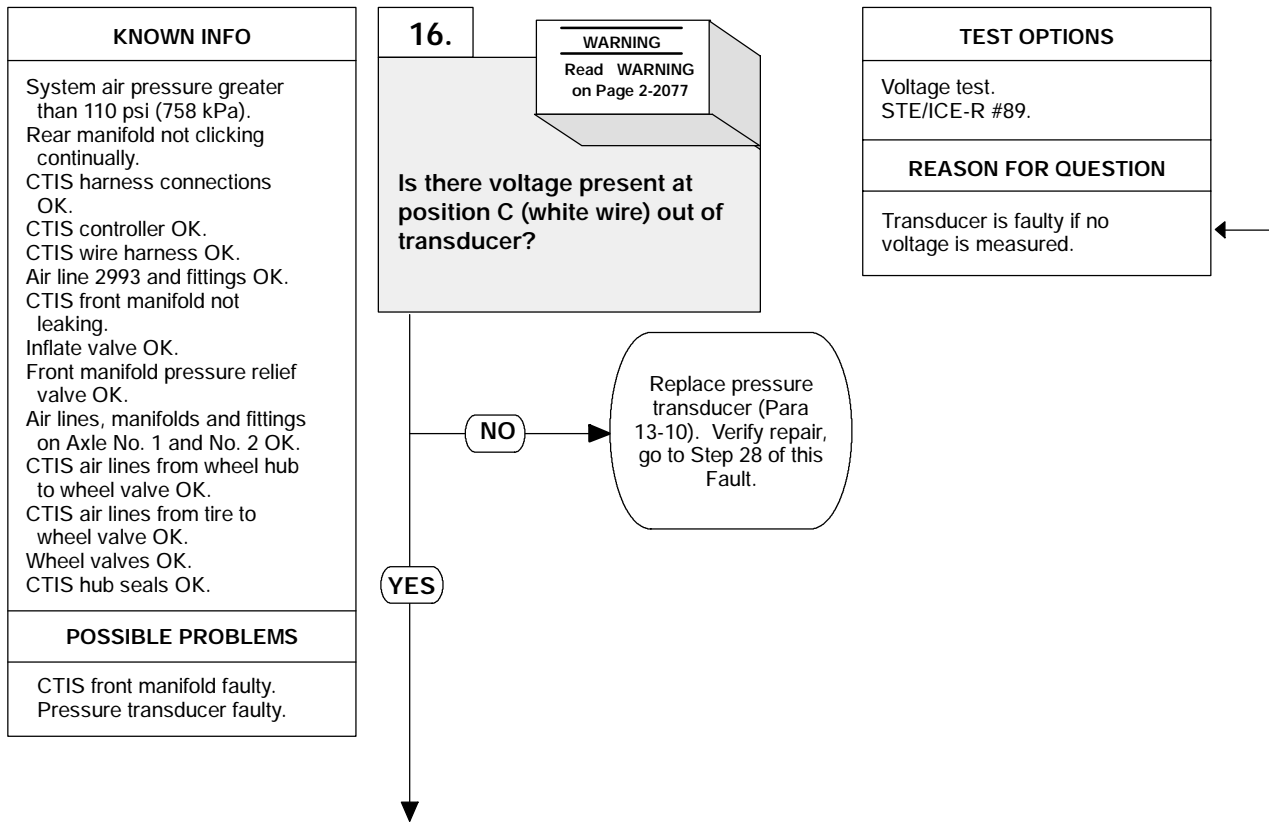 KNOWN INFO
System air pressure greater
than 110 psi (758 kPa).
Rear manifold not clicking
continually.
CTIS harness connections
OK.
CTIS controller OK.
CTIS wire harness OK.
Air line 2993 and fittings OK.
CTIS front manifold not
leaking.
Inflate valve OK.
Front manifold pressure relief
valve OK.
Air lines, manifolds and fittings
on Axle No. 1 and No. 2 OK.
CTIS air lines from wheel hub
to wheel valve OK.
CTIS air lines from tire to
wheel valve OK.
Wheel valves OK.
CTIS hub seals OK.
POSSIBLE PROBLEMS
CTIS front manifold faulty.
Pressure transducer faulty.
16.
WARNING
Read WARNING
on Page 2-2077
Is there voltage present at
position C (white wire) out of
transducer?
NO
Replace pressure
transducer (Para
13-10). Verify repair,
go to Step 28 of this
Fault.
YES
TEST OPTIONS
Voltage test.
STE/ICE-R #89.
REASON FOR QUESTION
Transducer is faulty if no
voltage is measured.